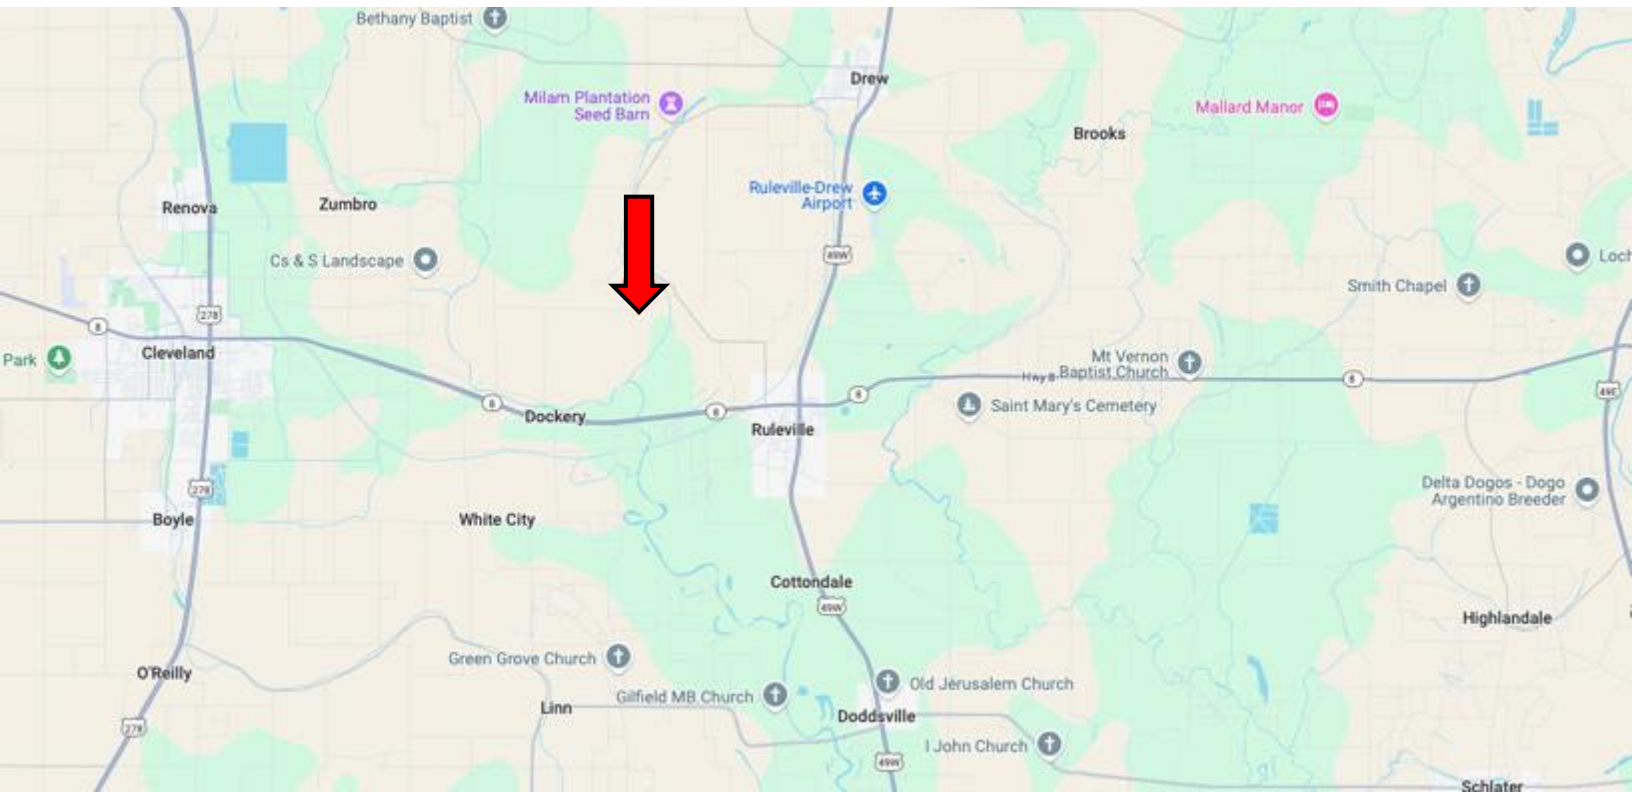 Bethany Baptist
Drew
Milam Plantation
Seed Barn
Mallard Manor
Brooks
Ruleville-Drew
Airport
Renova
Zumbro
49W
Cs & S Landscape
Loch
Smith Chapel
278
8
Cleveland
Park
Mt Vernon
Baptist Church
Hwy 8
8
8
8
49E
Saint Mary's Cemetery
8
8
Dockery
Ruleville
278
Delta Dogos - Dogo
Argentino Breeder
Boyle
White City
Cottondale
49W
Highlandale
Green Grove Church
O'Reilly
Old Jerusalem Church
Gilfield MB Church
Linn
Doddsville
278
I John Church
49W
Schlater